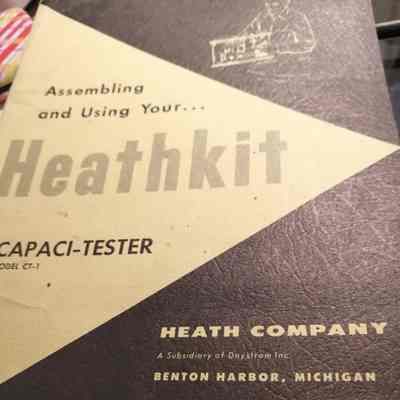 Assembling
and Using Your...
Heathkit
CAPACI-TESTER
MODEL CT-1
HEATH COMPANY
A Subsidiary of Daystrom Inc.
BENTON HARBOR, MICHIGAN